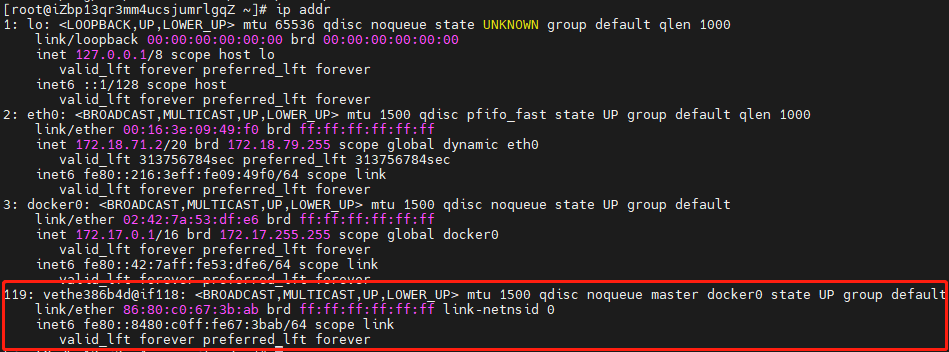 [root@iZbp13qr3mm4ucsjumrlgqZ ~]# ip addr
1: lo: <LOOPBACK,UP,LOWER_UP> mtu 65536 qdisc noqueue state UNKNOWN group default qlen 1000
link/loopback 00:00:00:00:00:00 brd 00:00:00:00:00:00
inet 127.0.0.1/8 scope host lo
valid_lft forever preferred_lft forever
inet6 ::1/128 scope host
valid_lft forever preferred_lft forever
2: eth0: <BROADCAST,MULTICAST,UP,LOWER_UP> mtu 1500 qdisc pfifo_fast state UP group default qlen 1000
link/ether 00:16:3e:09:49:f0 brd ff:ff:ff:ff:ff:ff
inet 172.18.71.2/20 brd 172.18.79.255 scope global dynamic eth0
valid_lft 313756784sec preferred_lft 313756784sec
inet6 fe80::216:3eff:fe09:49f0/64 scope link
valid_lft forever preferred_lft forever
3: docker0: <BROADCAST,MULTICAST,UP,LOWER_UP> mtu 1500 qdisc noqueue state UP group default
link/ether 02:42:7a:53:df:e6 brd ff:ff:ff:ff:ff:ff
inet 172.17.0.1/16 brd 172.17.255.255 scope global docker0
valid_lft forever preferred_lft forever
inet6 fe80::42:7aff:fe53:dfe6/64 scope link
valid_lft forever preferred_lft forever
119: vethe386b4d@if118: <BROADCAST,MULTICAST,UP,LOWER_UP> mtu 1500 qdisc noqueue master docker0 state UP group default
link/ether 86:80:c0:67:3b:ab brd ff:ff:ff:ff:ff:ff link-netnsid 0
inet6 fe80::8480:c0ff:fe67:3bab/64 scope link
valid_lft forever preferred_lft forever